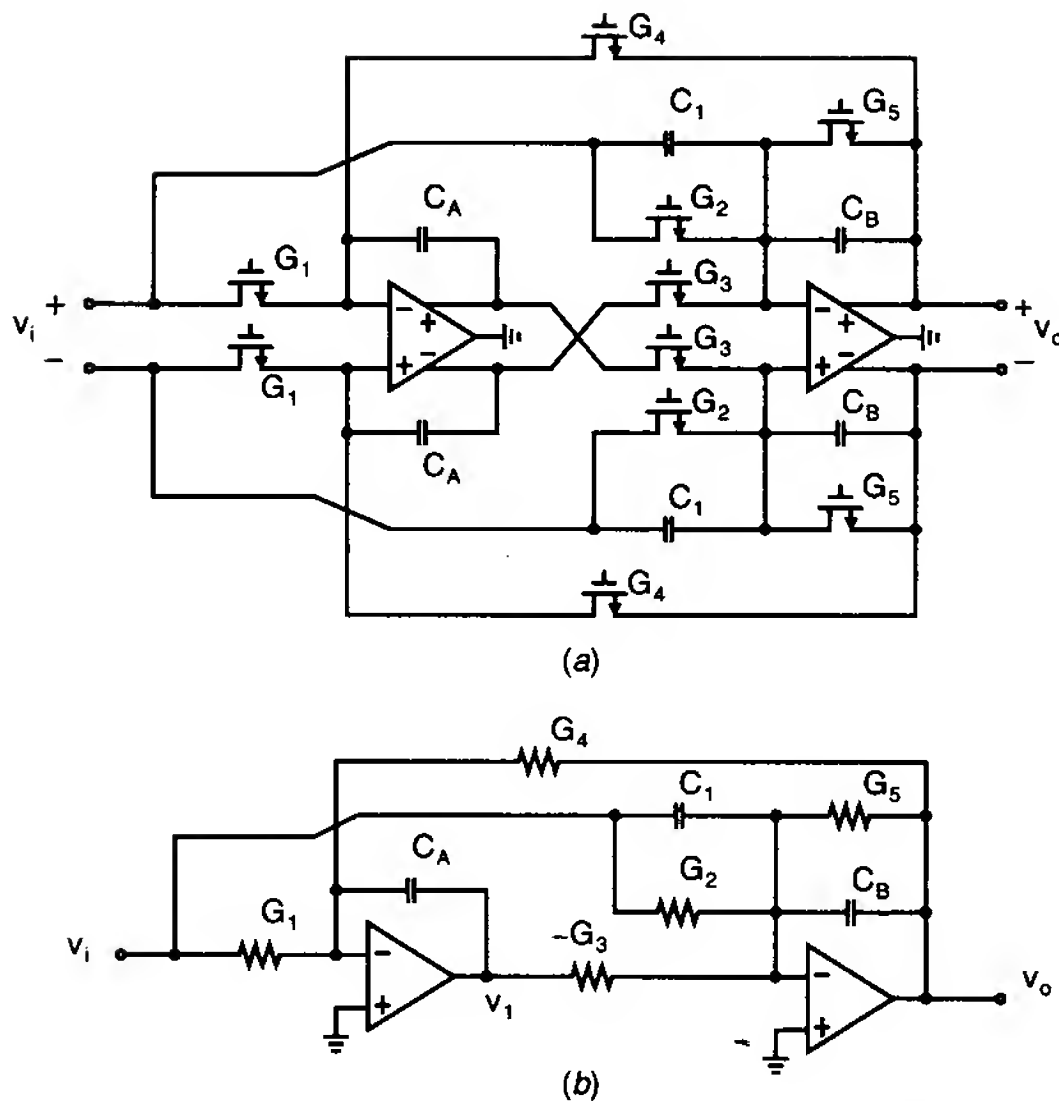 G4
C1
G5
CA
G2
CB
G1
G3
+
vi
−
− +
+ −
− +
+ −
+
vo
−
G3
G1
G2
CB
CA
C1
G5
G4
(a)
G4
C1
G5
CA
G2
CB
G1
-G3
vi
−
+
v1
−
+
vo
(b)